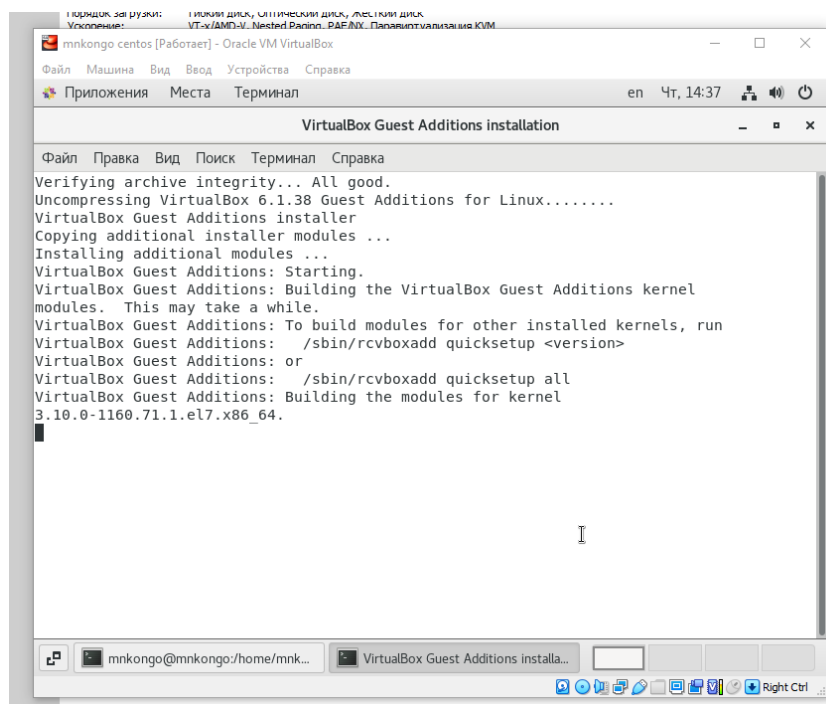 Порядок загрузки: Гибкий диск, Оптический диск, Жесткий диск
Ускорение: VT-x/AMD-V, Nested Paging, PAE/NX, Паравиртуализация KVM
mnkongo centos [Работает] - Oracle VM VirtualBox
Файл Машина Вид Ввод Устройства Справка
Приложения Места Терминал en Чт, 14:37
VirtualBox Guest Additions installation
Файл Правка Вид Поиск Терминал Справка
Verifying archive integrity... All good.
Uncompressing VirtualBox 6.1.38 Guest Additions for Linux........
VirtualBox Guest Additions installer
Copying additional installer modules ...
Installing additional modules ...
VirtualBox Guest Additions: Starting.
VirtualBox Guest Additions: Building the VirtualBox Guest Additions kernel
modules.  This may take a while.
VirtualBox Guest Additions: To build modules for other installed kernels, run
VirtualBox Guest Additions:   /sbin/rcvboxadd quicksetup <version>
VirtualBox Guest Additions: or
VirtualBox Guest Additions:   /sbin/rcvboxadd quicksetup all
VirtualBox Guest Additions: Building the modules for kernel
3.10.0-1160.71.1.el7.x86_64.
mnkongo@mnkongo:/home/mnk... VirtualBox Guest Additions installa...
Right Ctrl